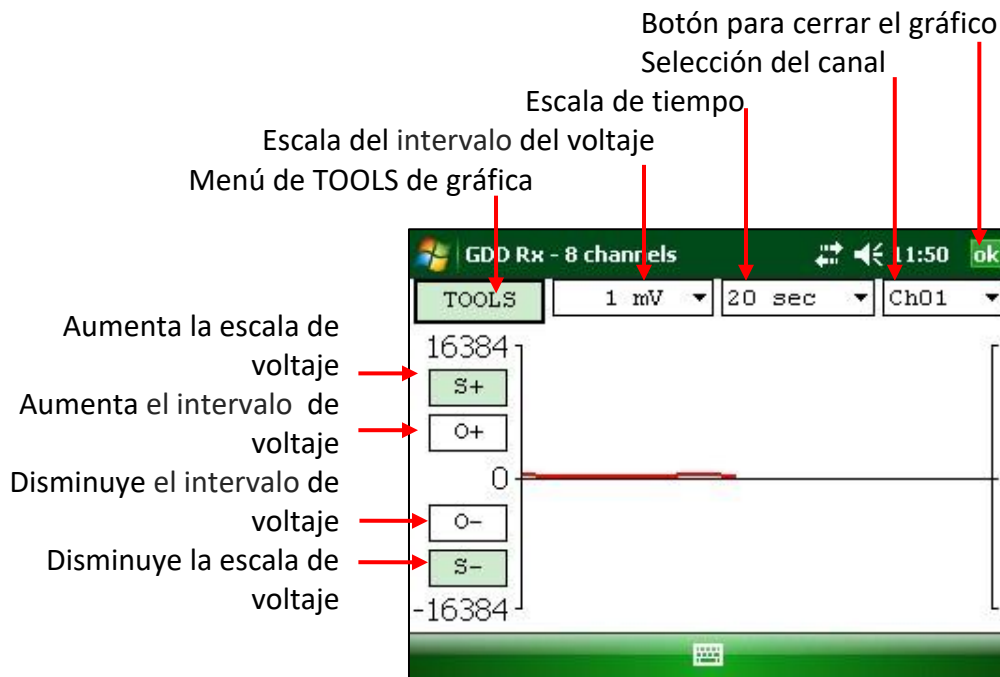 Botón para cerrar el gráfico
Selección del canal
Escala de tiempo
Escala del intervalo del voltaje
Menú de TOOLS de gráfica
GDD Rx - 8 channels 11:50 ok
TOOLS 1 mV 20 sec Ch01
Aumenta la escala de
voltaje
Aumenta el intervalo de
voltaje
Disminuye el intervalo de
voltaje
Disminuye la escala de
voltaje
16384
S+
O+
0
O-
S-
-16384